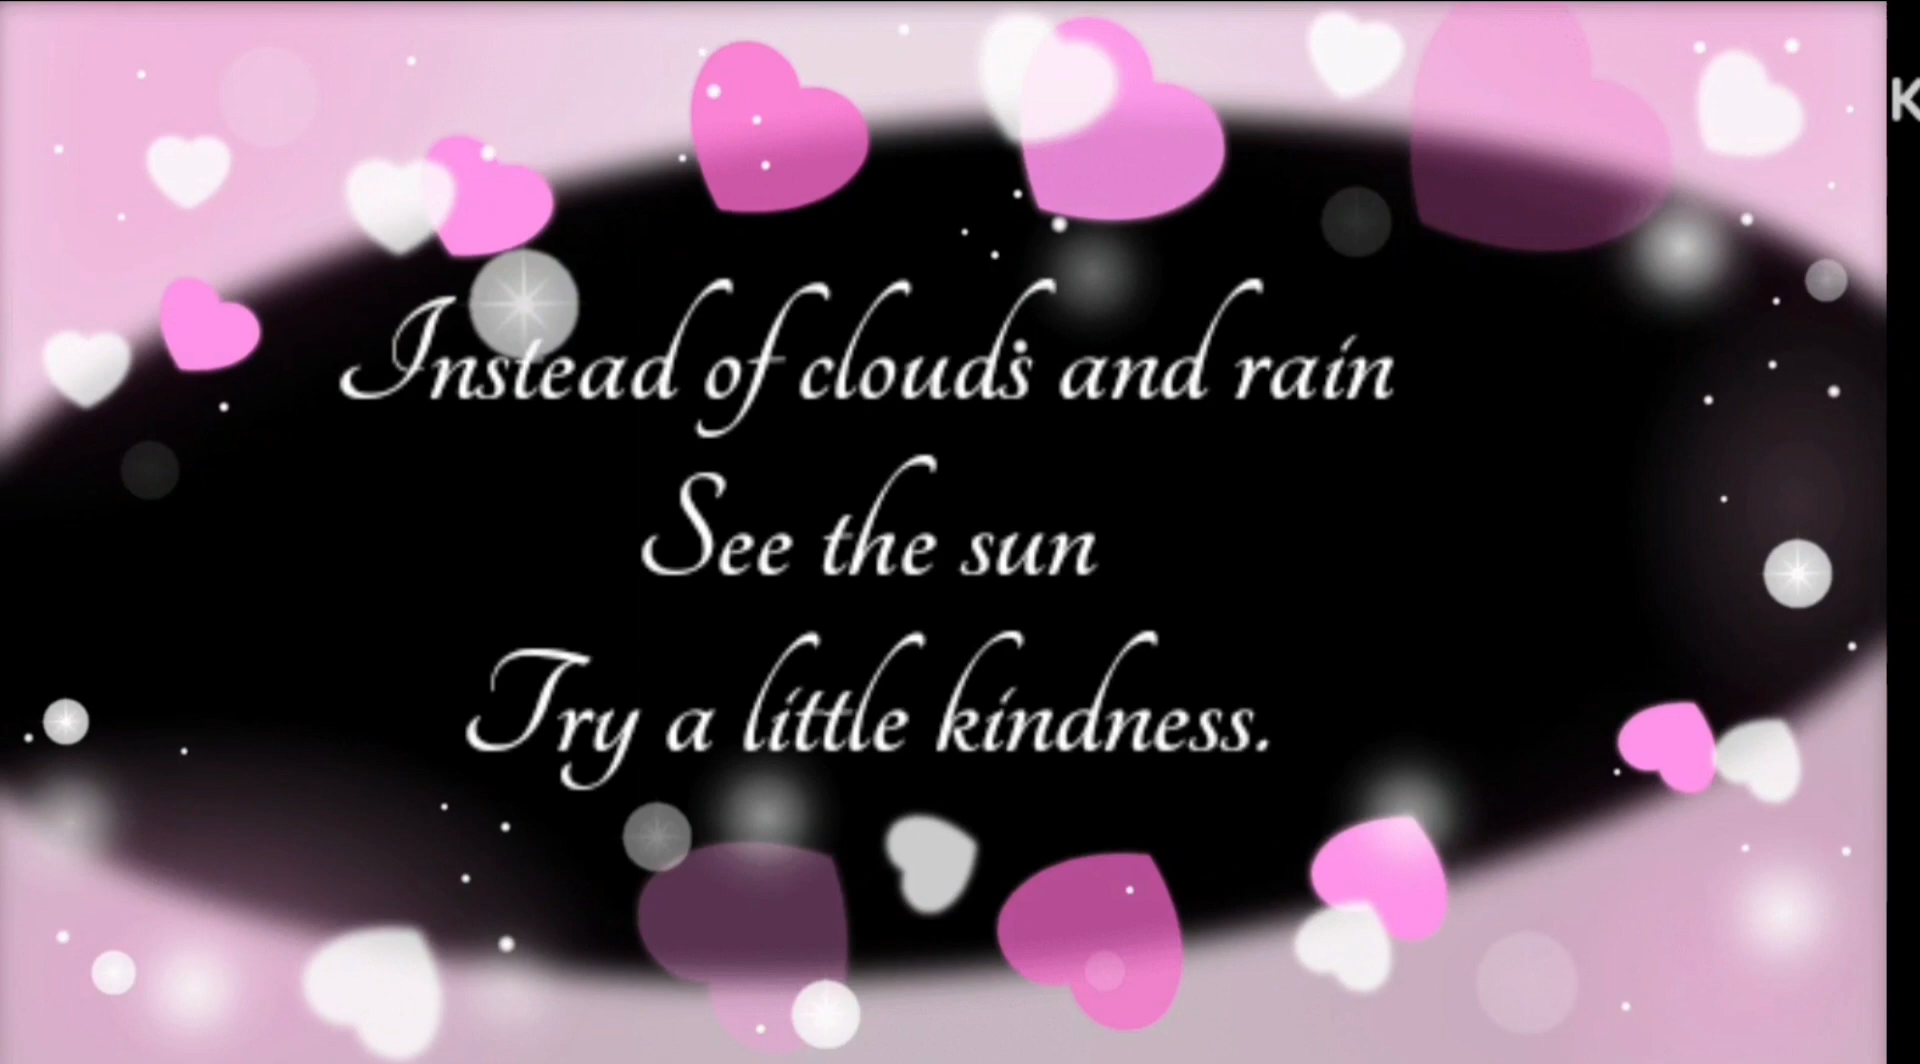 Instead of clouds and rain
See the sun
Try a little kindness.
K